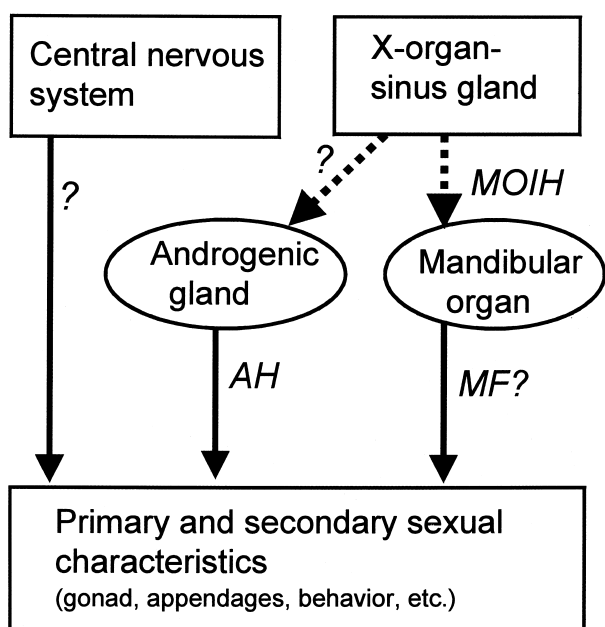 Central nervous
system
X-organ-
sinus gland
?
?
MOIH
Androgenic
gland
Mandibular
organ
AH
MF?
Primary and secondary sexual
characteristics
(gonad, appendages, behavior, etc.)